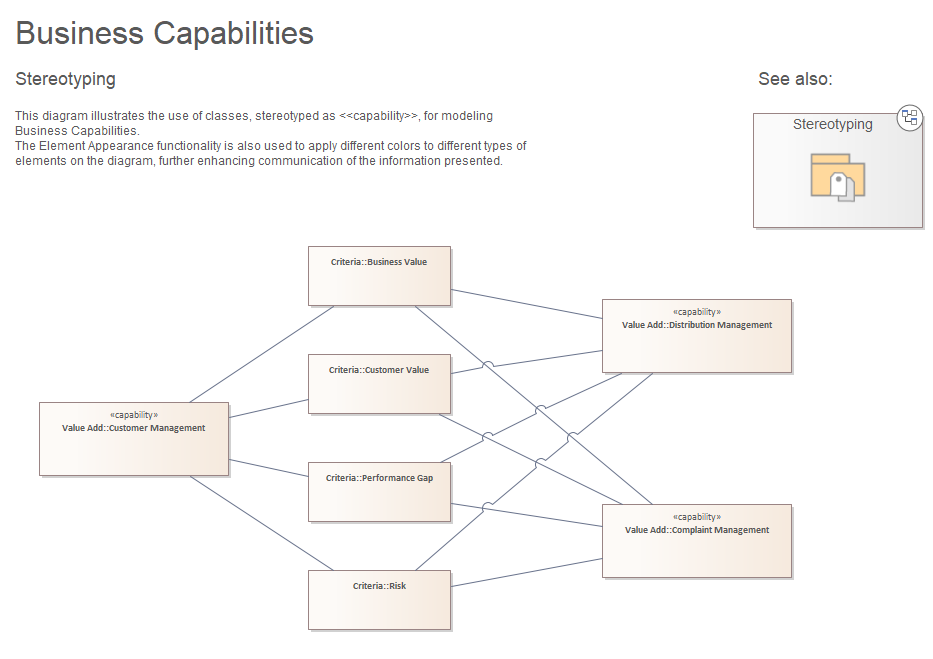 Business Capabilities
Stereotyping
See also:
This diagram illustrates the use of classes, stereotyped as <<capability>>, for modeling
Business Capabilities.
The Element Appearance functionality is also used to apply different colors to different types of
elements on the diagram, further enhancing communication of the information presented.
Stereotyping
Criteria::Business Value
«capability»
Value Add::Distribution Management
Criteria::Customer Value
«capability»
Value Add::Customer Management
Criteria::Performance Gap
«capability»
Value Add::Complaint Management
Criteria::Risk